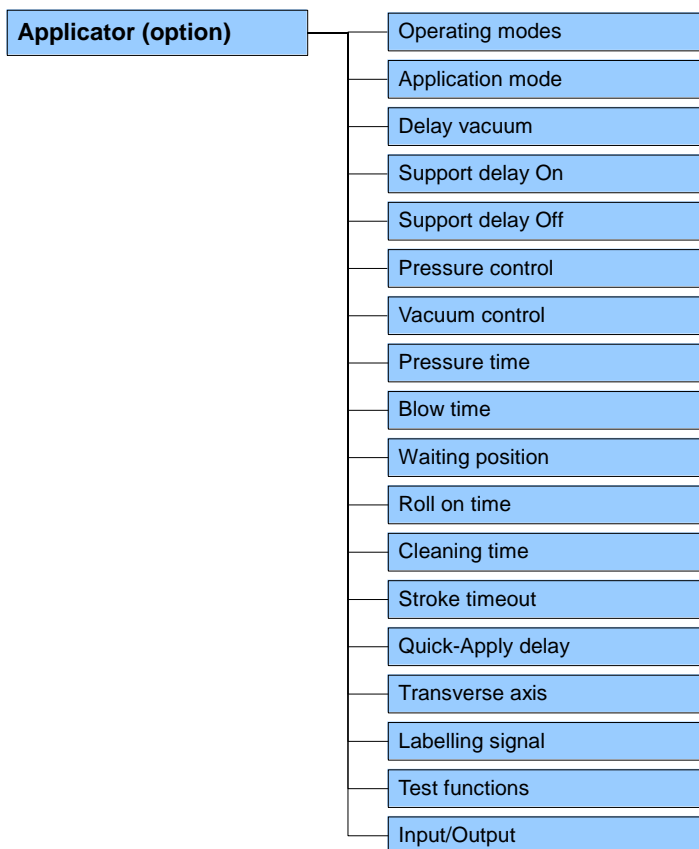 Applicator (option)
Operating modes
Application mode
Delay vacuum
Support delay On
Support delay Off
Pressure control
Vacuum control
Pressure time
Blow time
Waiting position
Roll on time
Cleaning time
Stroke timeout
Quick-Apply delay
Transverse axis
Labelling signal
Test functions
Input/Output